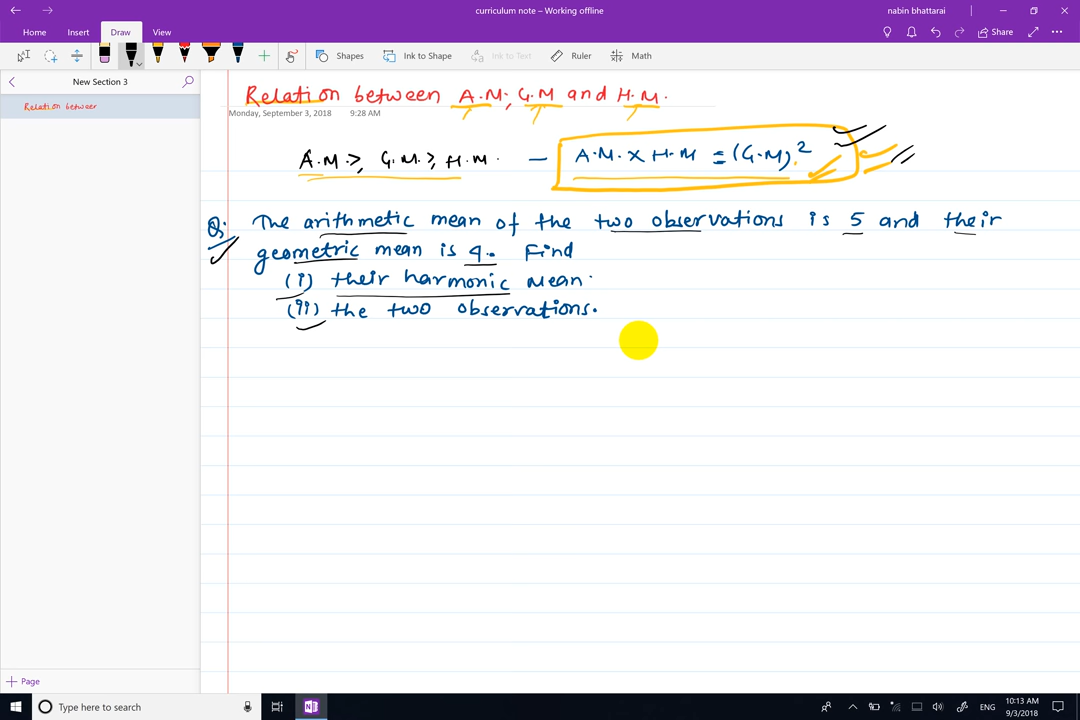 curriculum note – Working offline
nabin bhattarai
Home Insert Draw View
Share
Shapes Ink to Shape Ink to Text Ruler Math
New Section 3
Relation between
Relation between A.M, G.M and H.M.
Monday, September 3, 2018 9:28 AM
A.M ≥ G.M ≥ H.M. – A.M. × H.M = (G.M)²
Q. The arithmetic mean of the two observations is 5 and their
geometric mean is 4. Find
(i) their harmonic Mean.
(ii) the two observations.
+ Page
Type here to search
ENG
10:13 AM
9/3/2018